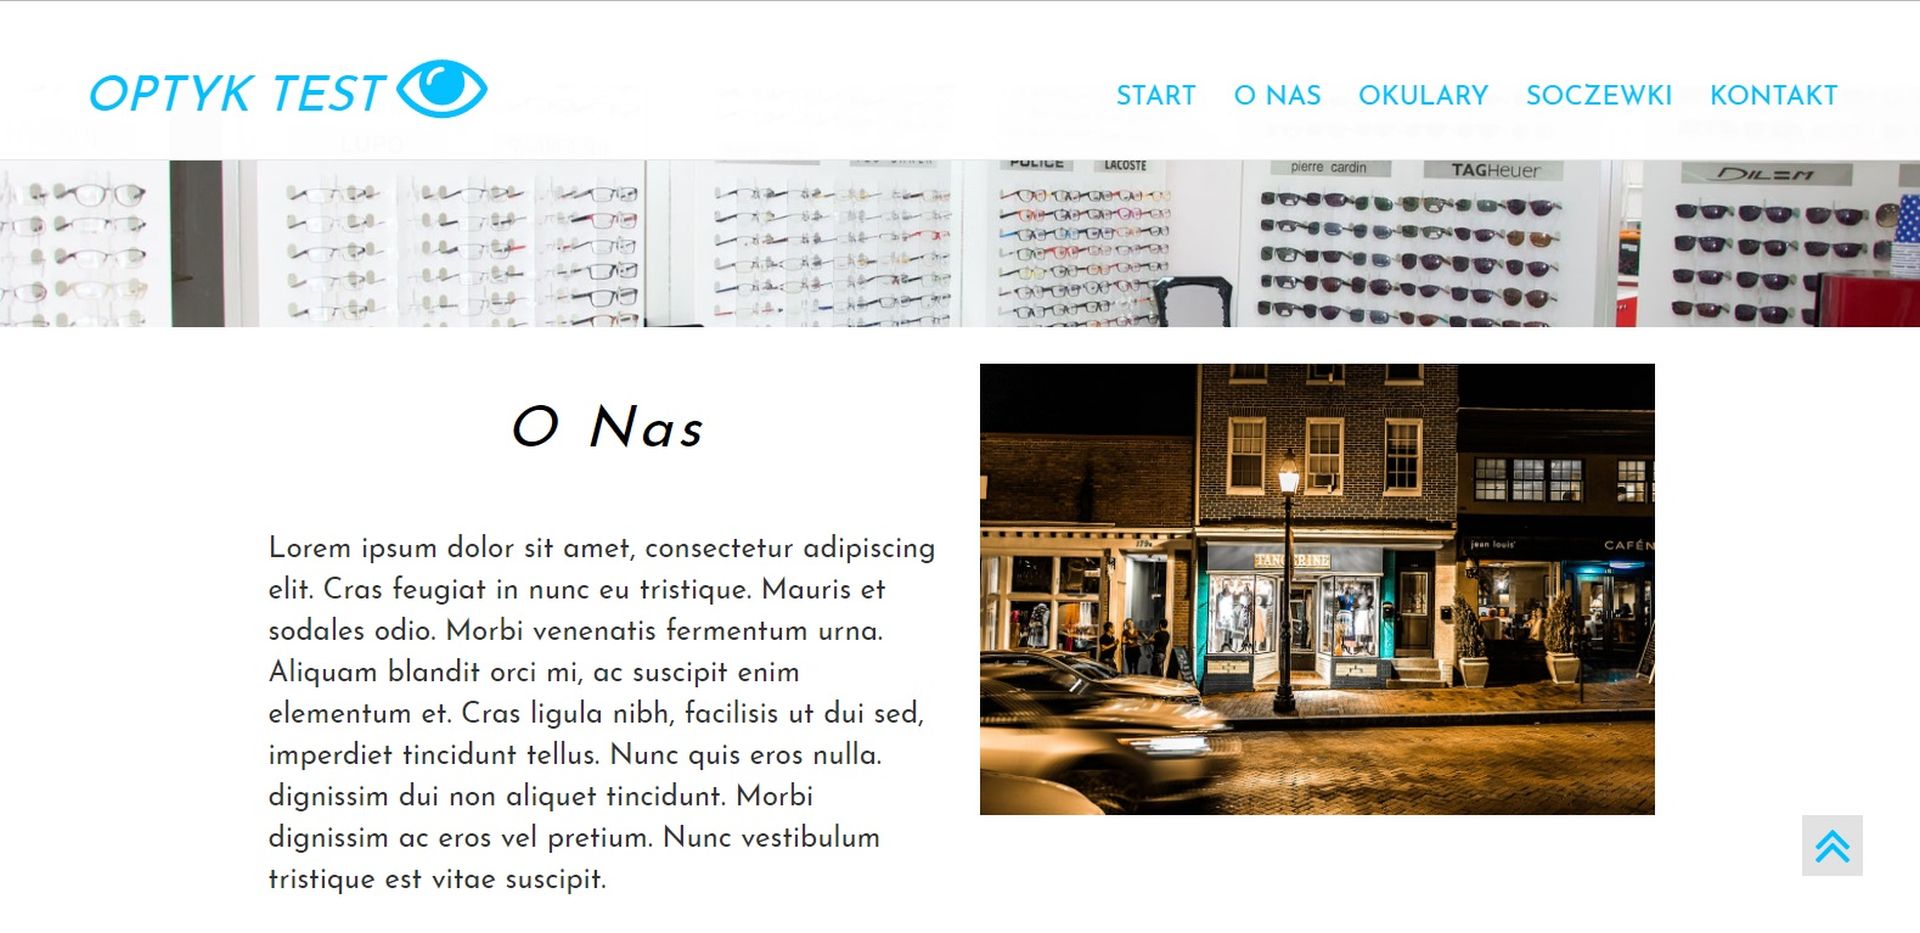 OPTYK TEST
START O NAS OKULARY SOCZEWKI KONTAKT
LUPO
POLICE
LACOSTE
pierre cardin
TAGHeuer
DILEM
O Nas
Lorem ipsum dolor sit amet, consectetur adipiscing
elit. Cras feugiat in nunc eu tristique. Mauris et
sodales odio. Morbi venenatis fermentum urna.
Aliquam blandit orci mi, ac suscipit enim
elementum et. Cras ligula nibh, facilisis ut dui sed,
imperdiet tincidunt tellus. Nunc quis eros nulla.
dignissim dui non aliquet tincidunt. Morbi
dignissim ac eros vel pretium. Nunc vestibulum
tristique est vitae suscipit.
TANGERINE
jean louis'
CAFÉN